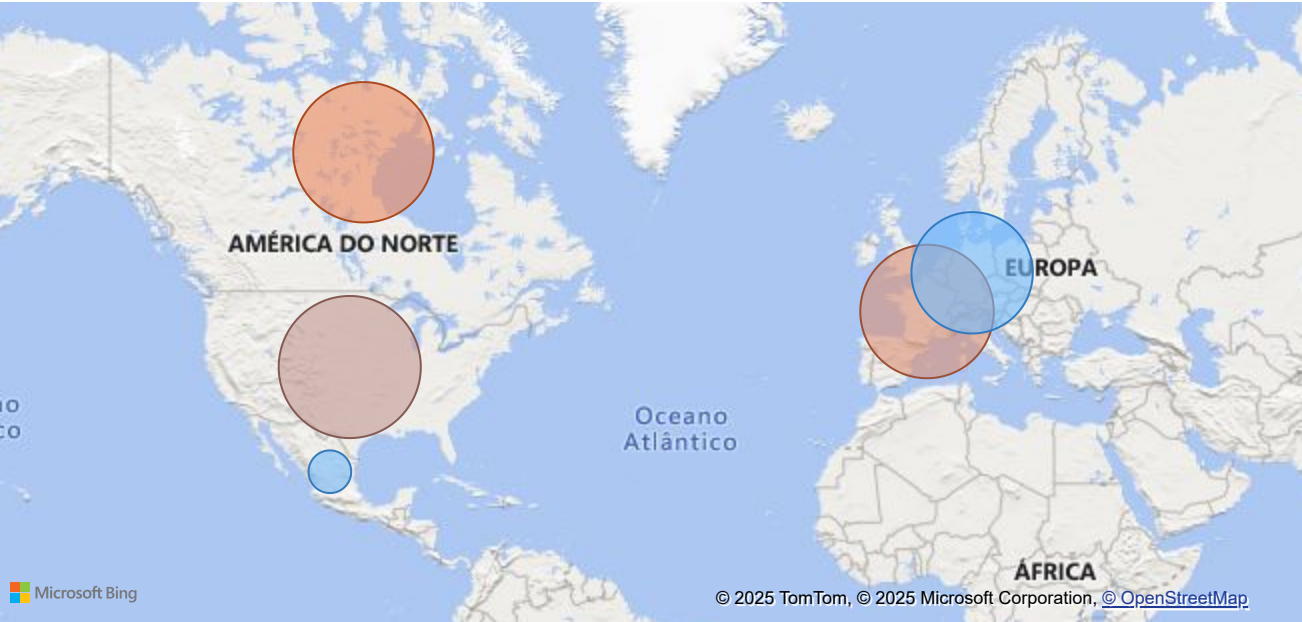 AMÉRICA DO NORTE
EUROPA
Oceano
Atlântico
ÁFRICA
Microsoft Bing
© 2025 TomTom, © 2025 Microsoft Corporation, © OpenStreetMap